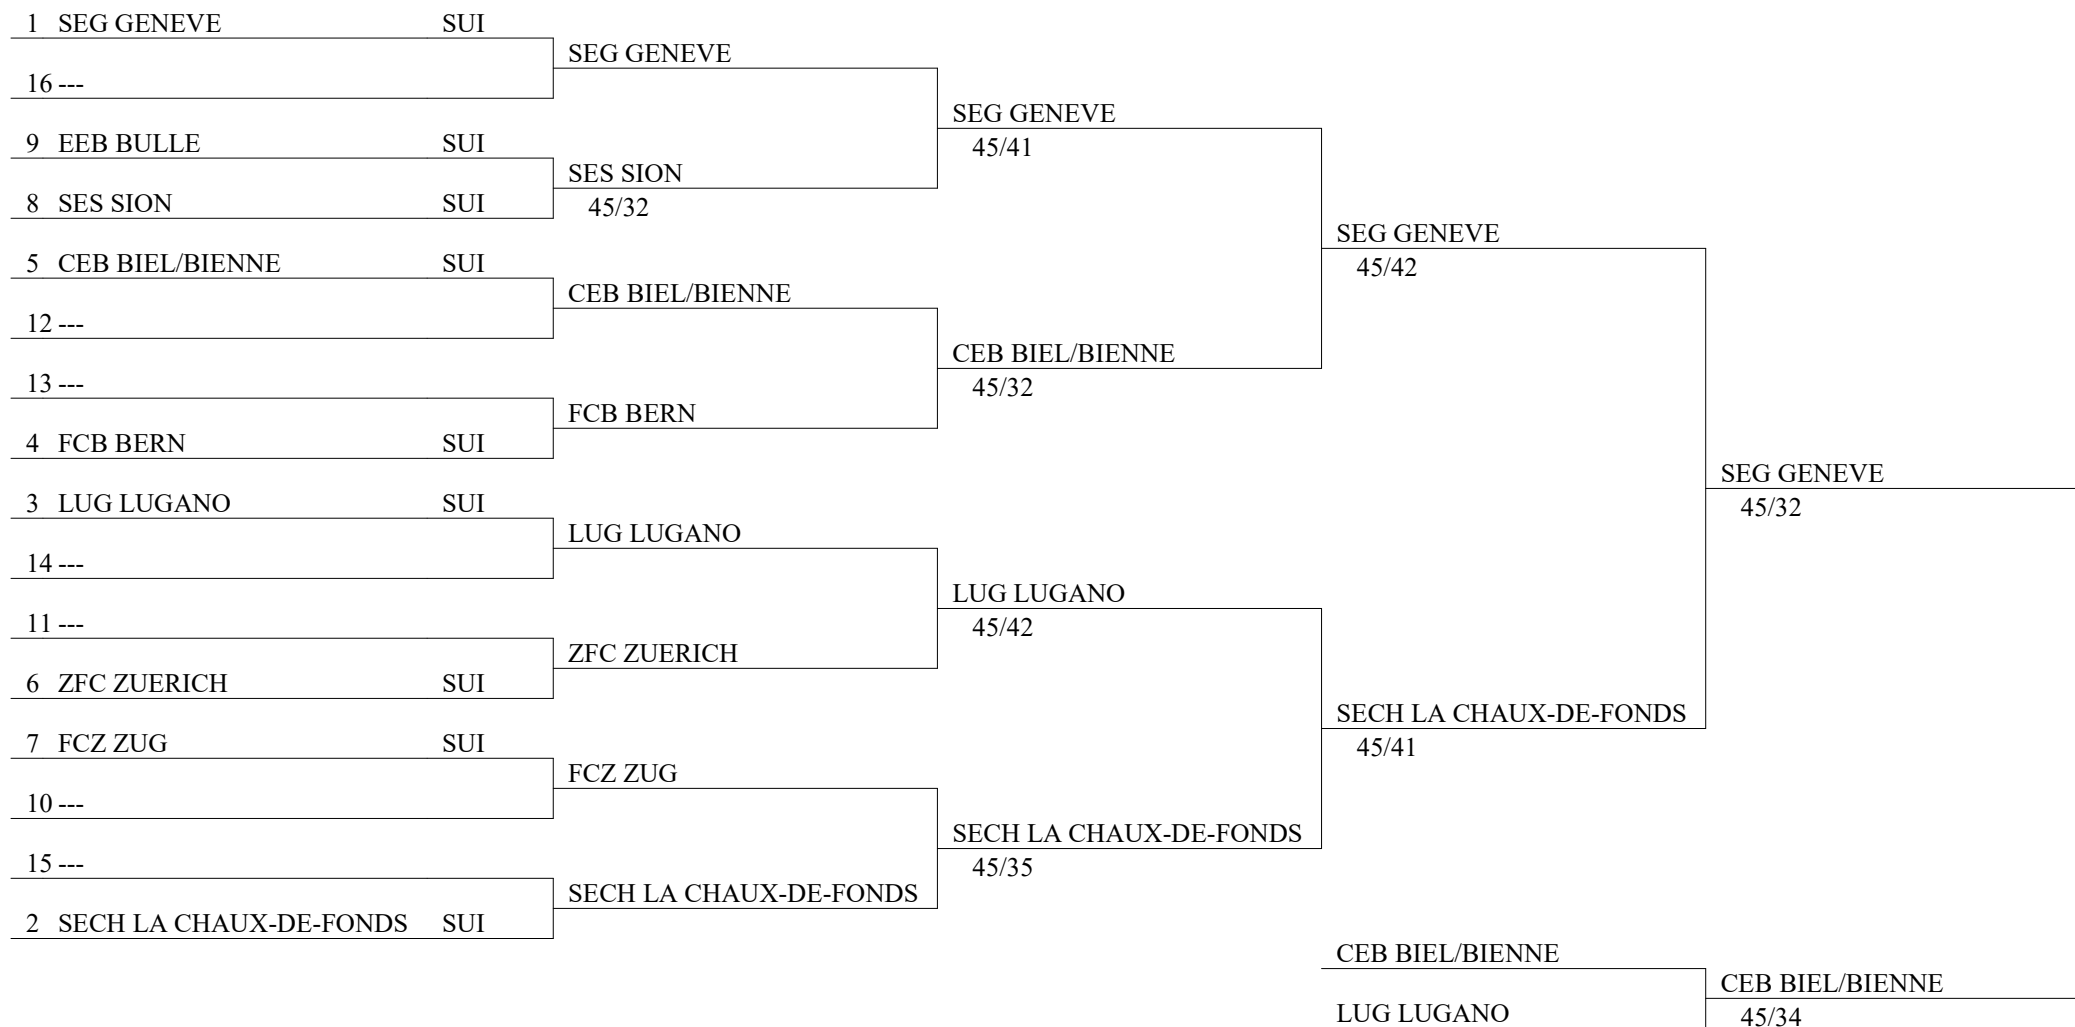 1 SEG GENEVE SUI
SEG GENEVE
16 ---
SEG GENEVE
45/41
9 EEB BULLE SUI
SES SION
45/32
8 SES SION SUI
SEG GENEVE
45/42
5 CEB BIEL/BIENNE SUI
CEB BIEL/BIENNE
12 ---
CEB BIEL/BIENNE
45/32
13 ---
FCB BERN
4 FCB BERN SUI
SEG GENEVE
45/32
3 LUG LUGANO SUI
LUG LUGANO
14 ---
LUG LUGANO
45/42
11 ---
ZFC ZUERICH
6 ZFC ZUERICH SUI
SECH LA CHAUX-DE-FONDS
45/41
7 FCZ ZUG SUI
FCZ ZUG
10 ---
SECH LA CHAUX-DE-FONDS
45/35
15 ---
SECH LA CHAUX-DE-FONDS
2 SECH LA CHAUX-DE-FONDS SUI
CEB BIEL/BIENNE
CEB BIEL/BIENNE
LUG LUGANO
45/34